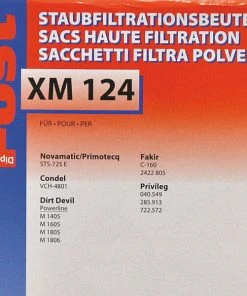 STAUBFILTRATIONSBEUTE
SACS HAUTE FILTRATION
SACCHETTI FILTRA POLVE
XM 124
FÜR • POUR • PER
Novamatic/Primotecq
STS-725 E
Condel
VCH-4801
Dirt Devil
Powerline
M 1405
M 1605
M 1805
M 1806
Fakir
C-160
2422 805
Privileg
040.549
285.913
722.572